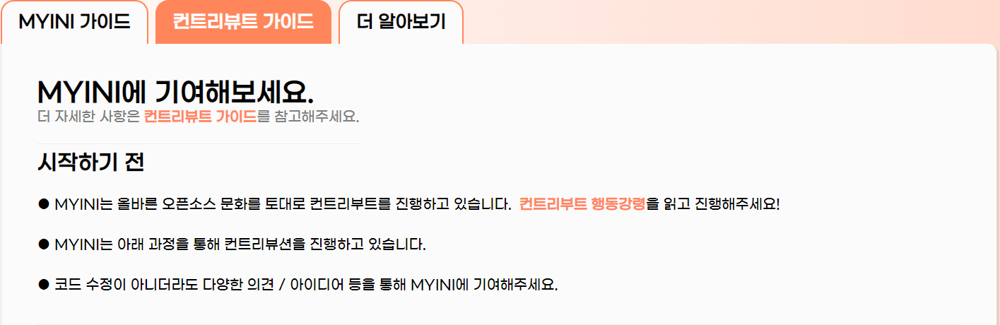 MYINI 가이드
컨트리뷰트 가이드
더 알아보기
MYINI에 기여해보세요.
더 자세한 사항은 컨트리뷰트 가이드를 참고해주세요.
시작하기 전
● MYINI는 올바른 오픈소스 문화를 토대로 컨트리부트를 진행하고 있습니다. 컨트리부트 행동강령을 읽고 진행해주세요!
● MYINI는 아래 과정을 통해 컨트리뷰션을 진행하고 있습니다.
● 코드 수정이 아니더라도 다양한 의견 / 아이디어 등을 통해 MYINI에 기여해주세요.